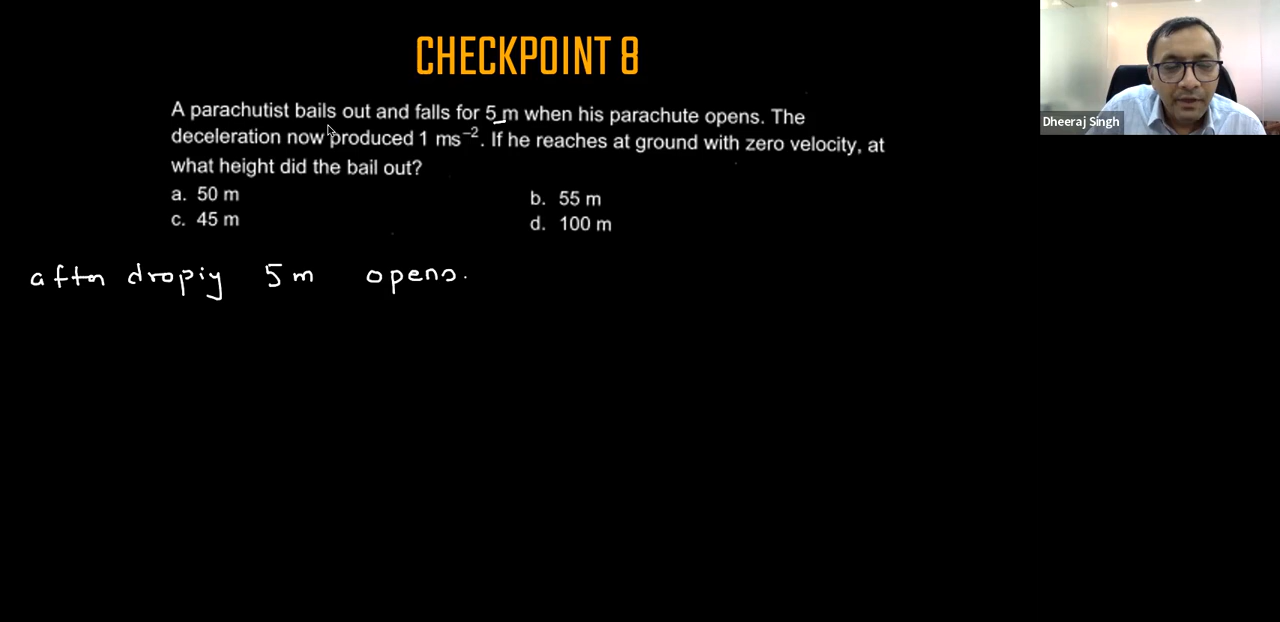 CHECKPOINT 8
A parachutist bails out and falls for 5 m when his parachute opens. The
deceleration now produced 1 ms⁻². If he reaches at ground with zero velocity, at
what height did the bail out?
a. 50 m b. 55 m
c. 45 m d. 100 m
after dropiy 5 m opens.
Dheeraj Singh